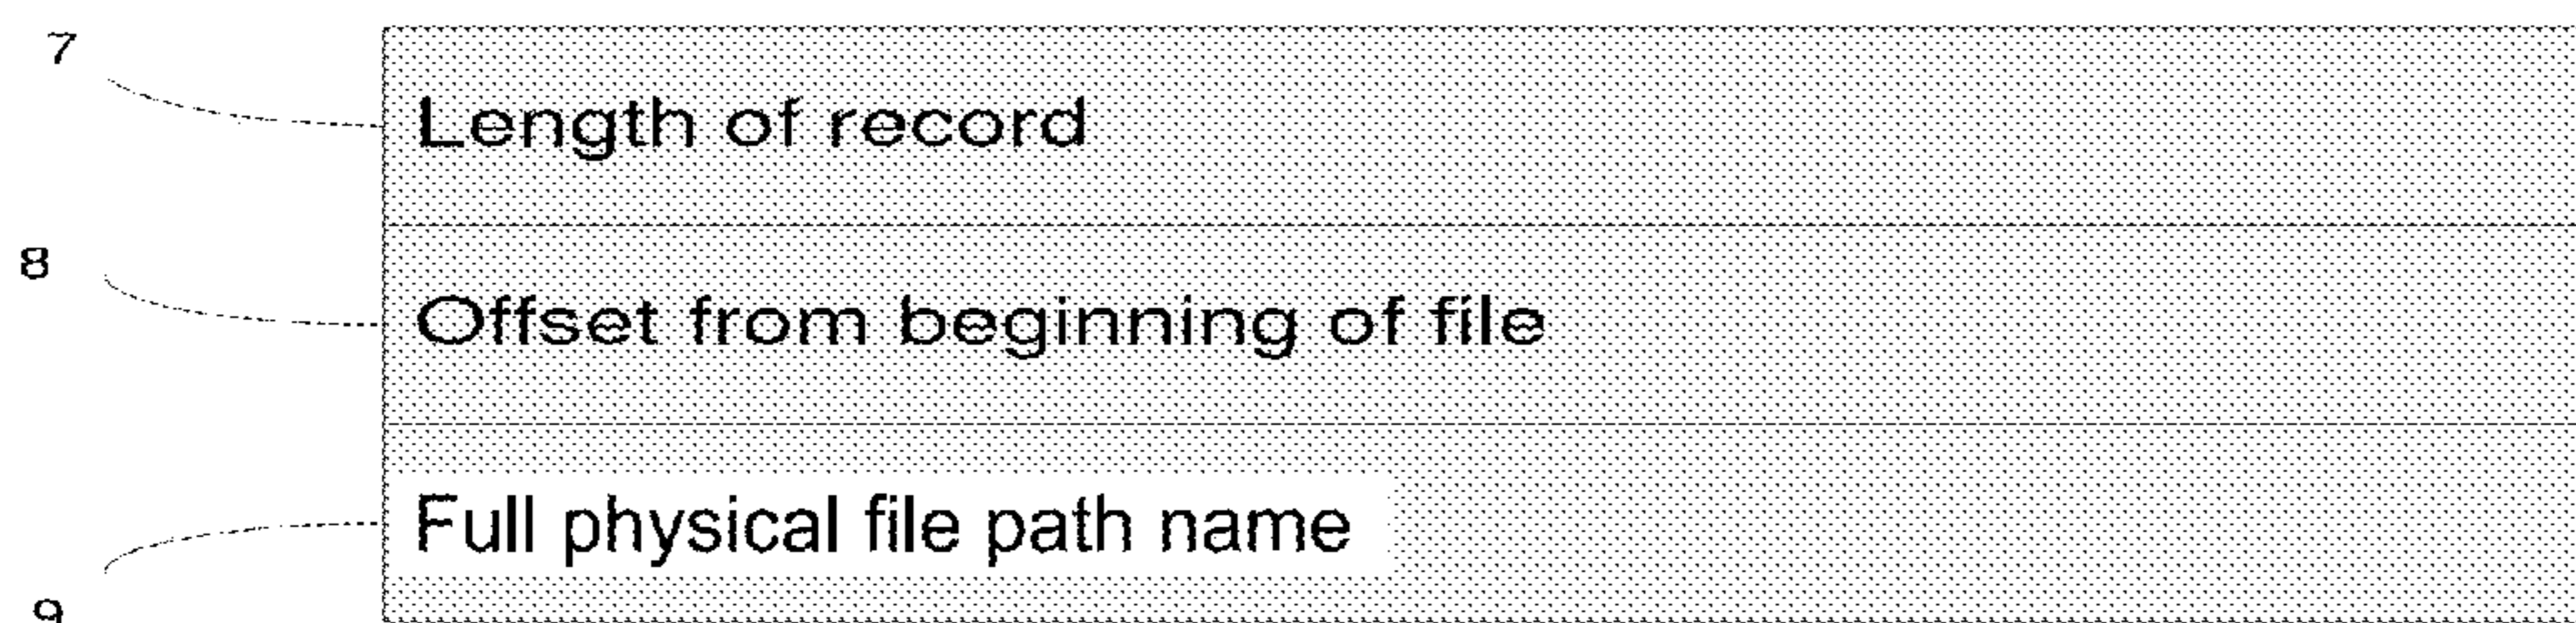 7
Length of record
8
Offset from beginning of file
Full physical file path name
9